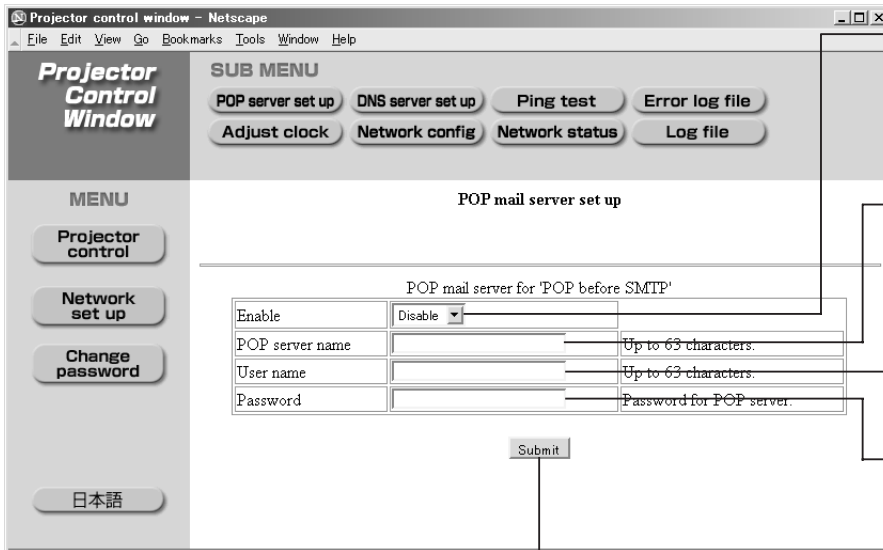 Projector control window - Netscape
File Edit View Go Bookmarks Tools Window Help
Projector
Control
Window
SUB MENU
POP server set up DNS server set up Ping test Error log file
Adjust clock Network config Network status Log file
MENU
Projector
control
Network
set up
Change
password
日本語
POP mail server set up
POP mail server for 'POP before SMTP'
Enable Disable
POP server name Up to 63 characters.
User name Up to 63 characters.
Password Password for POP server.
Submit